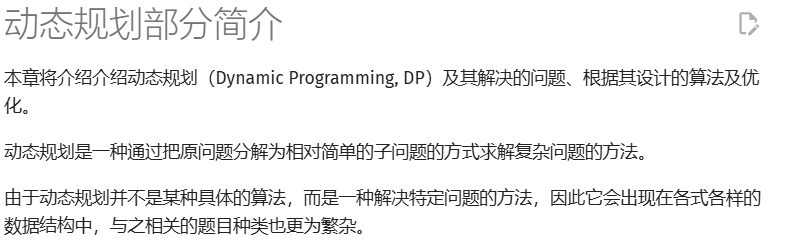 动态规划部分简介
本章将介绍介绍动态规划（Dynamic Programming, DP）及其解决的问题、根据其设计的算法及优
化。
动态规划是一种通过把原问题分解为相对简单的子问题的方式求解复杂问题的方法。
由于动态规划并不是某种具体的算法，而是一种解决特定问题的方法，因此它会出现在各式各样的
数据结构中，与之相关的题目种类也更为繁杂。